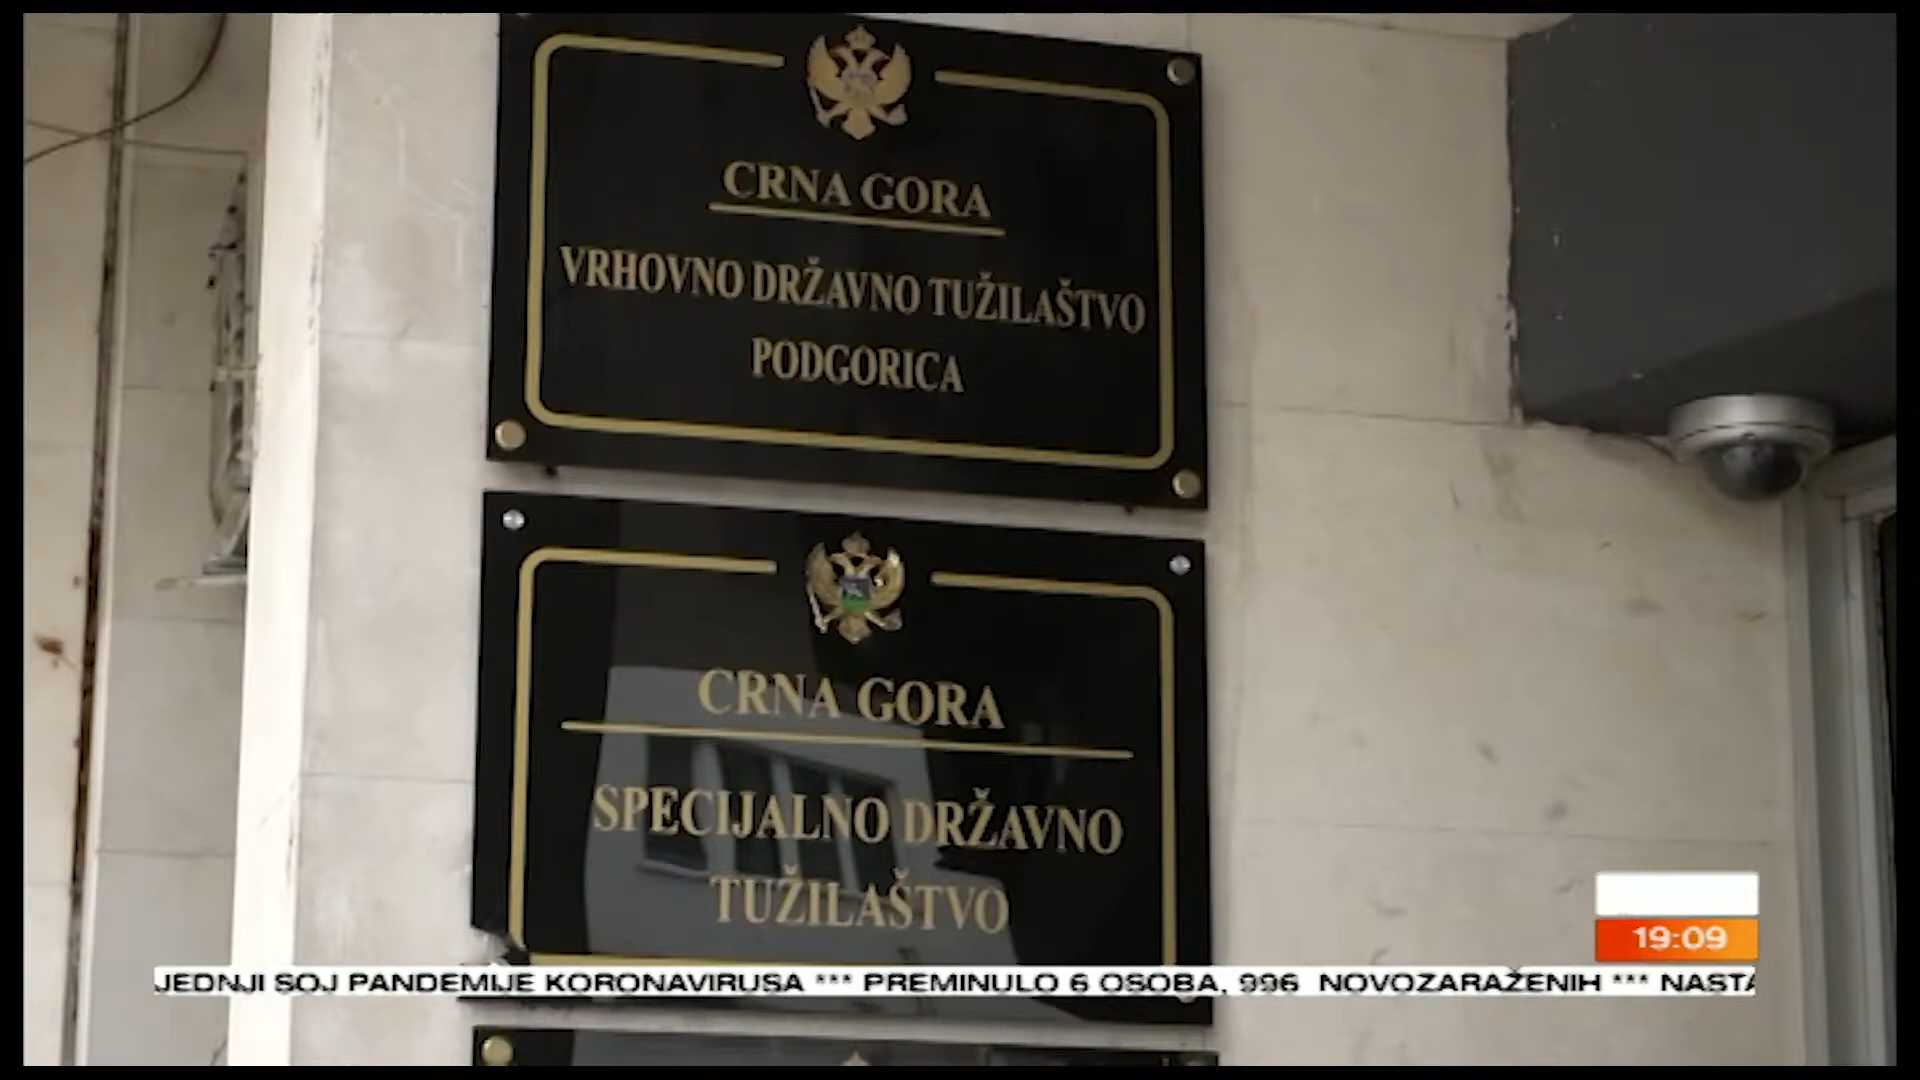 CRNA GORA
VRHOVNO DRŽAVNO TUŽILAŠTVO
PODGORICA
CRNA GORA
SPECIJALNO DRŽAVNO
TUŽILAŠTVO
19:09
JEDNJI SOJ PANDEMIJE KORONAVIRUSA *** PREMINULO 6 OSOBA, 996 NOVOZARAŽENIH *** NASTA